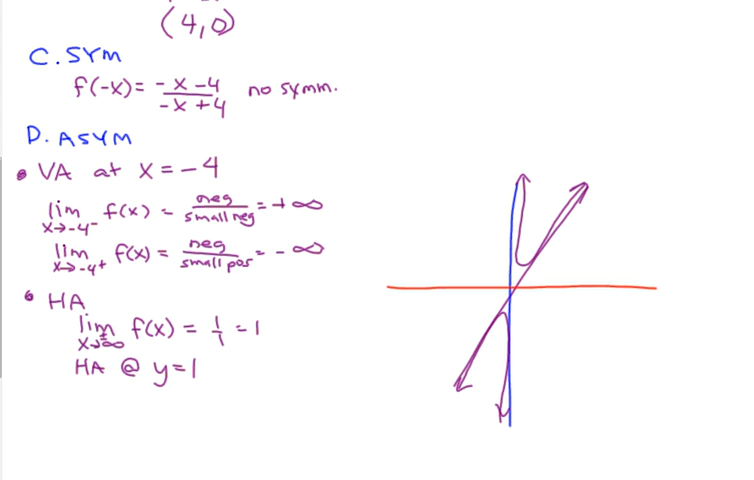 (4,0)
C. SYM
f(-x) = -x-4 / -x+4 no symm.
D. ASYM
• VA at x = -4
lim x→-4⁻ f(x) = neg / small neg = +∞
lim x→-4⁺ f(x) = neg / small pos = -∞
• HA
lim x→±∞ f(x) = 1/1 = 1
HA @ y=1